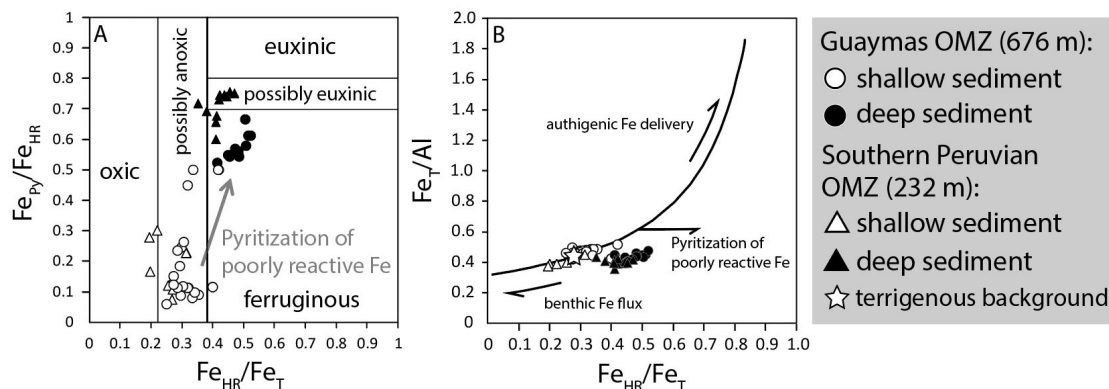 A
1
0.9
0.8
0.7
0.6
0.5
0.4
0.3
0.2
0.1
0
Fe_Py/Fe_HR
oxic
possibly anoxic
euxinic
possibly euxinic
Pyritization of
poorly reactive Fe
ferruginous
0 0.1 0.2 0.3 0.4 0.5 0.6 0.7 0.8 0.9 1
Fe_HR/Fe_T
B
2.0
1.8
1.6
1.4
1.2
1.0
0.8
0.6
0.4
0.2
0
Fe_T/Al
authigenic Fe delivery
Pyritization of
poorly reactive Fe
benthic Fe flux
0 0.1 0.2 0.3 0.4 0.5 0.6 0.7 0.8 0.9 1.0
Fe_HR/Fe_T
Guaymas OMZ (676 m):
shallow sediment
deep sediment
Southern Peruvian
OMZ (232 m):
shallow sediment
deep sediment
terrigenous background